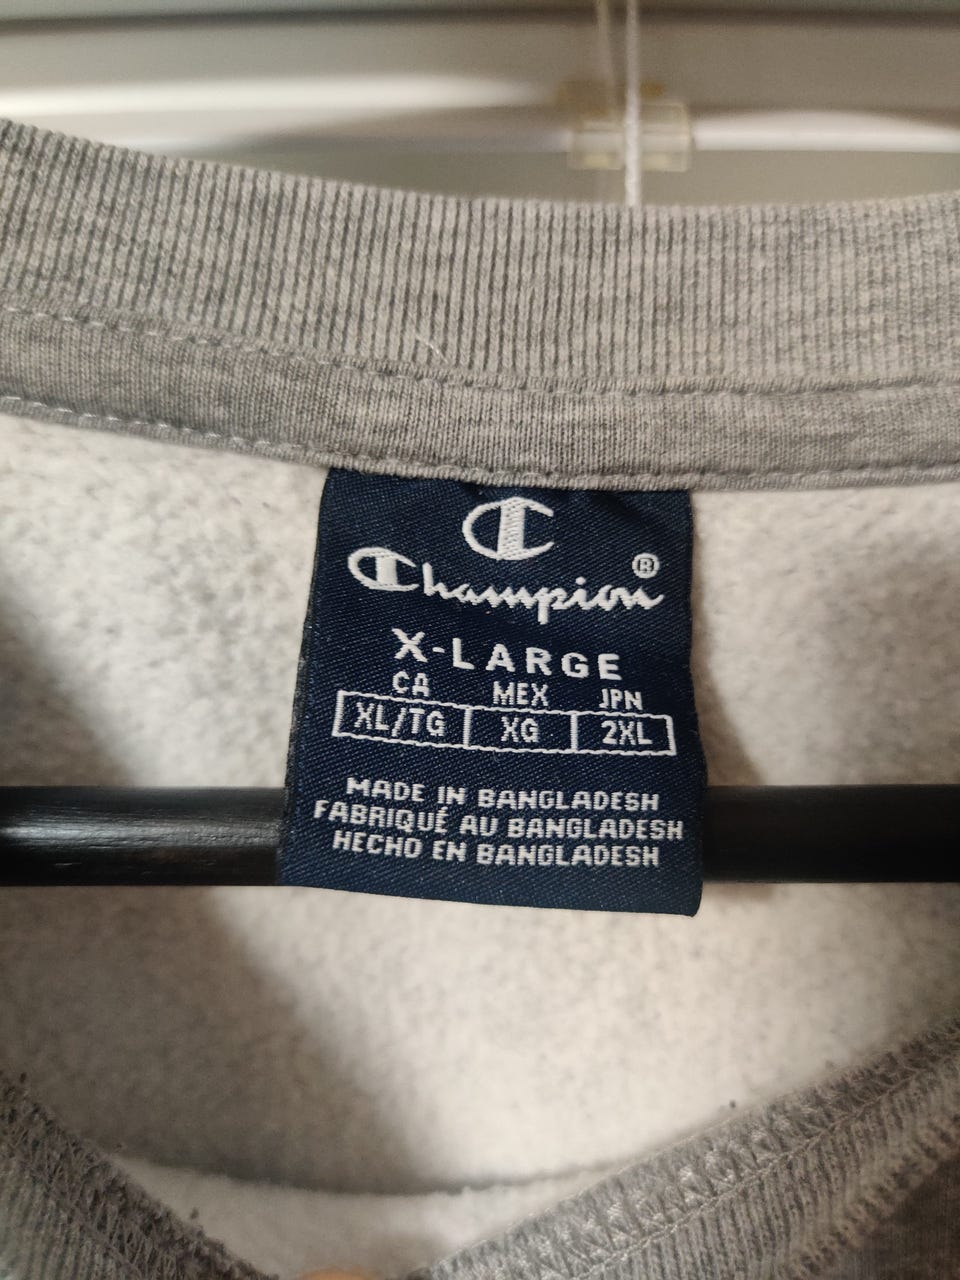 C
Champion®
X-LARGE
CA MEX JPN
XL/TG XG 2XL
MADE IN BANGLADESH
FABRIQUÉ AU BANGLADESH
HECHO EN BANGLADESH